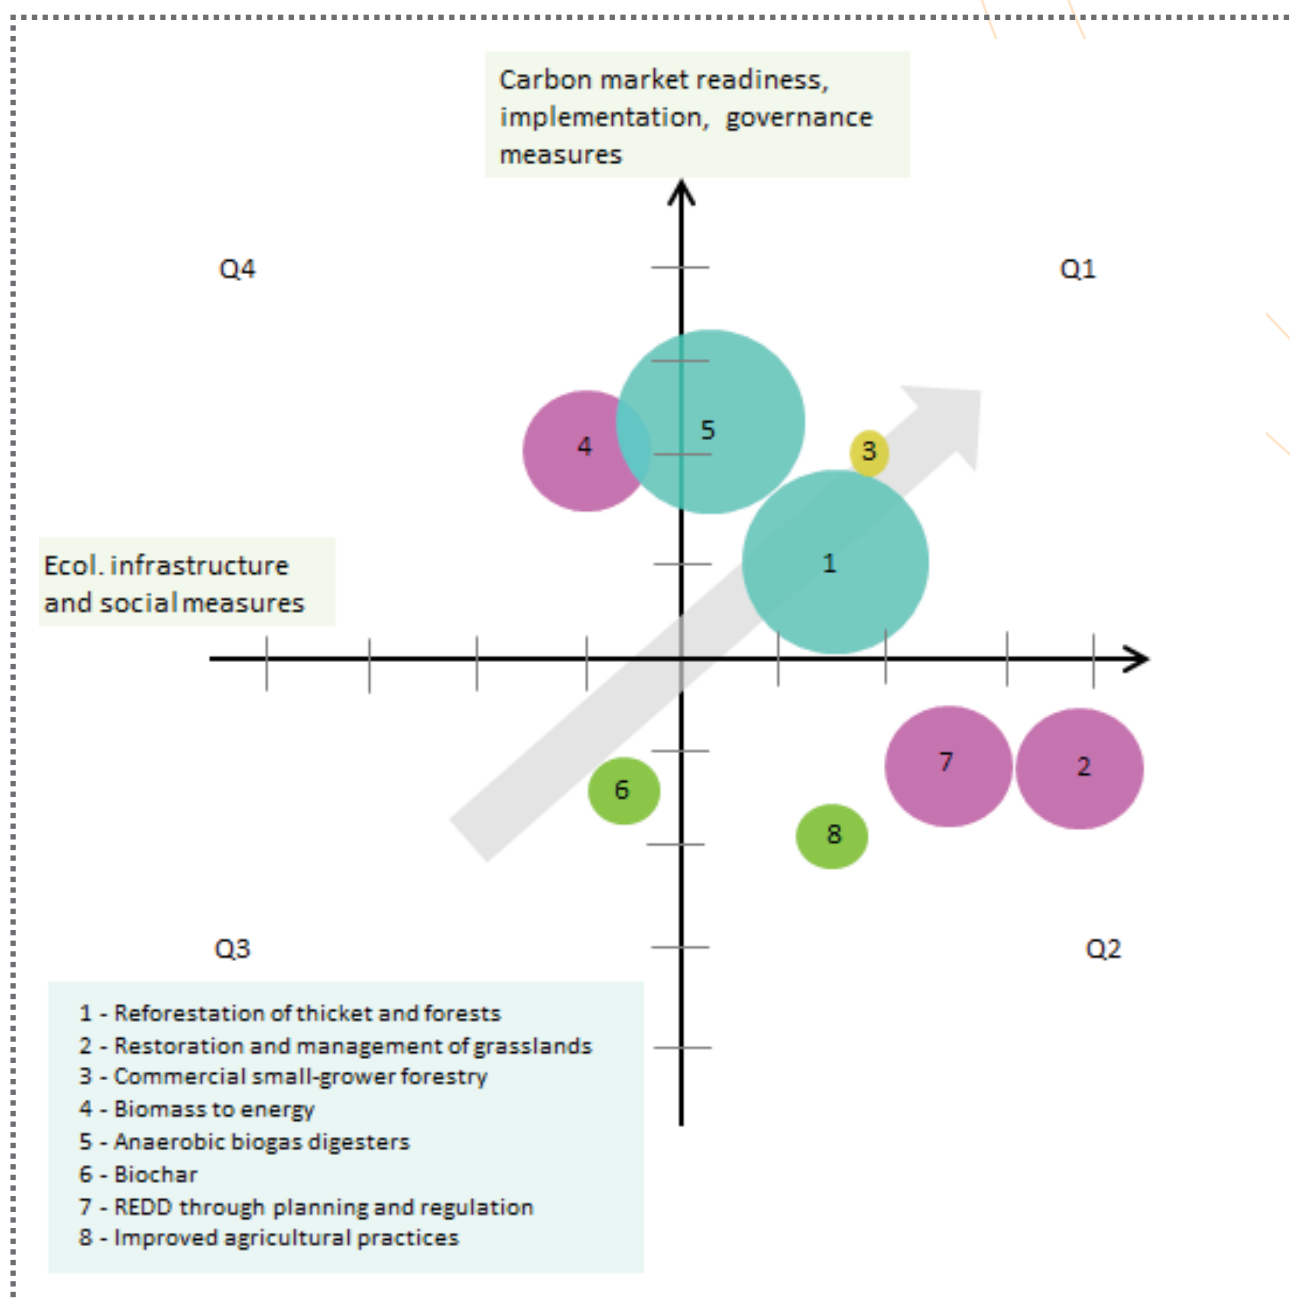 Carbon market readiness,
implementation, governance
measures
Q4
Q1
4
5
3
1
Ecol. infrastructure
and social measures
7
2
6
8
Q3
Q2
1 - Reforestation of thicket and forests
2 - Restoration and management of grasslands
3 - Commercial small-grower forestry
4 - Biomass to energy
5 - Anaerobic biogas digesters
6 - Biochar
7 - REDD through planning and regulation
8 - Improved agricultural practices